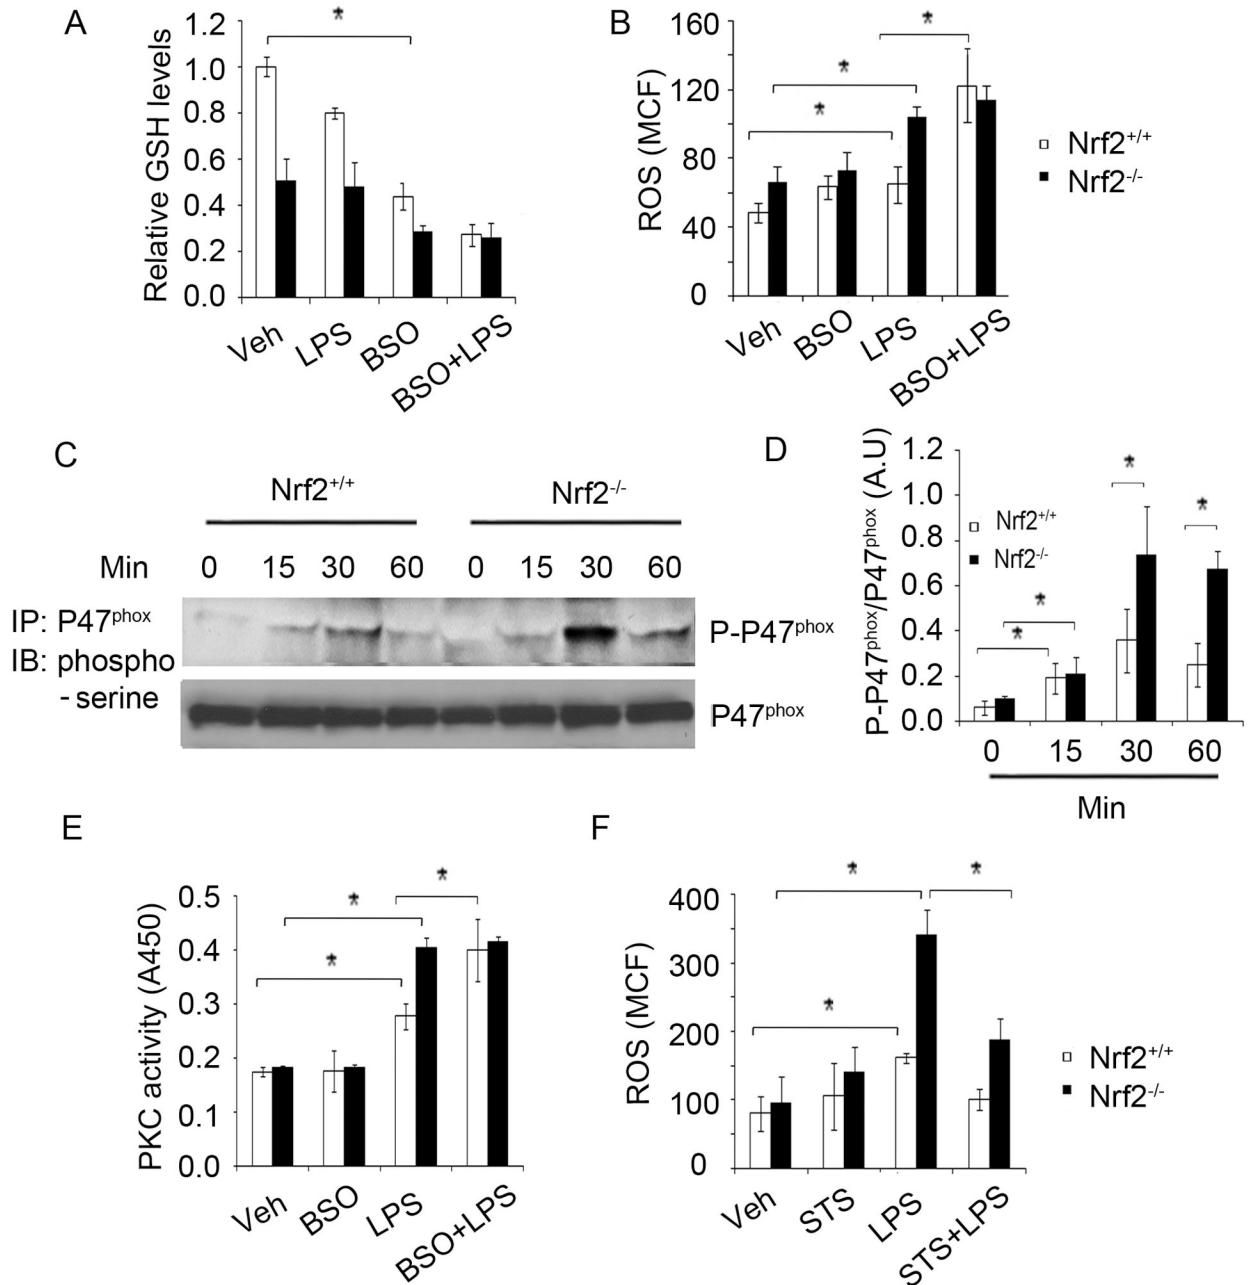 A
Relative GSH levels
*
1.2
1.0
0.8
0.6
0.4
0.2
0.0
Veh
LPS
BSO
BSO+LPS
B
ROS (MCF)
*
*
*
160
120
80
40
0
Veh
BSO
LPS
BSO+LPS
Nrf2+/+
Nrf2-/-
C
Nrf2+/+ Nrf2-/-
Min 0 15 30 60 0 15 30 60
IP: P47phox
IB: phospho
- serine
P-P47phox
P47phox
D
P-P47phox/P47phox (A.U)
1.2
1.0
0.8
0.6
0.4
0.2
0.0
*
*
*
*
Nrf2+/+
Nrf2-/-
0 15 30 60
Min
E
PKC activity (A450)
*
*
*
0.5
0.4
0.3
0.2
0.1
0.0
Veh
BSO
LPS
BSO+LPS
F
ROS (MCF)
*
*
*
400
300
200
100
0
Veh
STS
LPS
STS+LPS
Nrf2+/+
Nrf2-/-